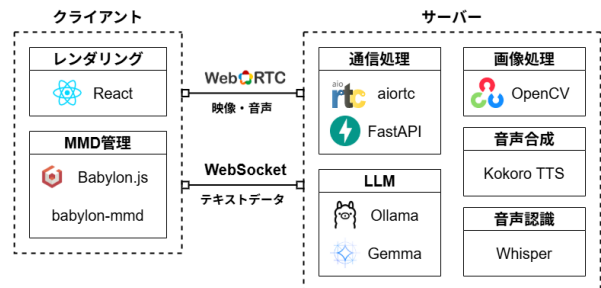 クライアント
レンダリング
React
MMD管理
Babylon.js
babylon-mmd
WebRTC
映像・音声
WebSocket
テキストデータ
サーバー
通信処理
aio
rtc
aiortc
FastAPI
LLM
Ollama
Gemma
画像処理
OpenCV
音声合成
Kokoro TTS
音声認識
Whisper